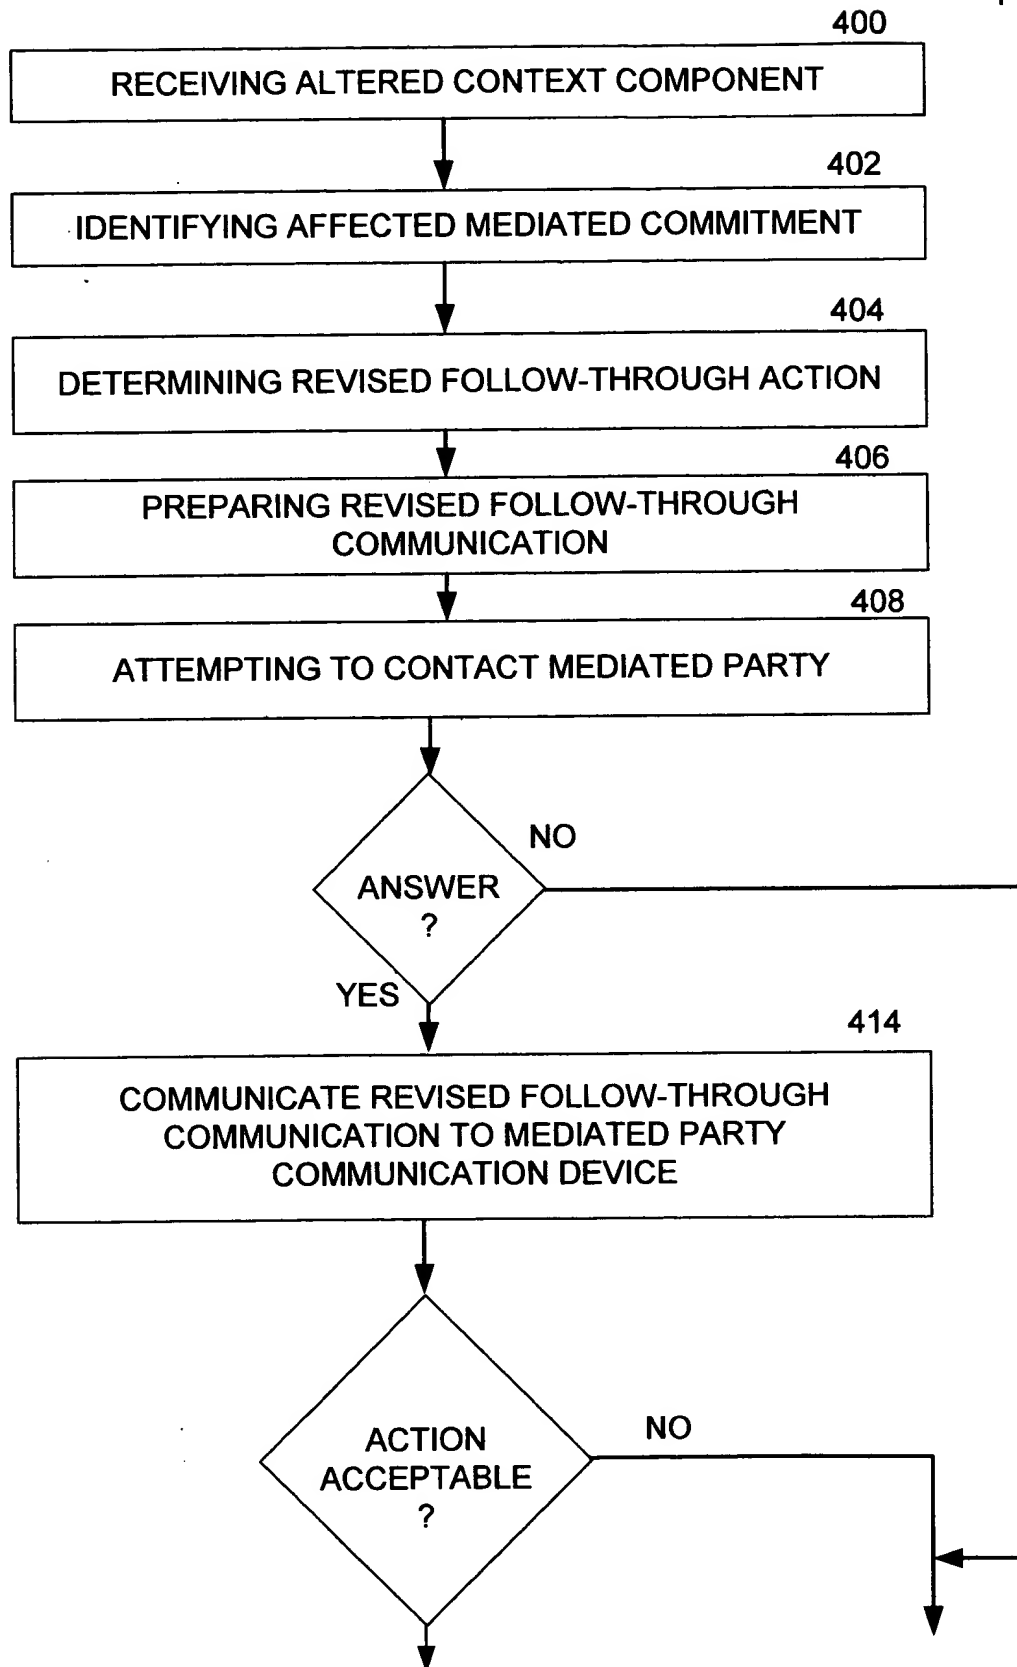 400
RECEIVING ALTERED CONTEXT COMPONENT
402
IDENTIFYING AFFECTED MEDIATED COMMITMENT
404
DETERMINING REVISED FOLLOW-THROUGH ACTION
406
PREPARING REVISED FOLLOW-THROUGH
COMMUNICATION
408
ATTEMPTING TO CONTACT MEDIATED PARTY
NO
ANSWER
?
YES
414
COMMUNICATE REVISED FOLLOW-THROUGH
COMMUNICATION TO MEDIATED PARTY
COMMUNICATION DEVICE
NO
ACTION
ACCEPTABLE
?